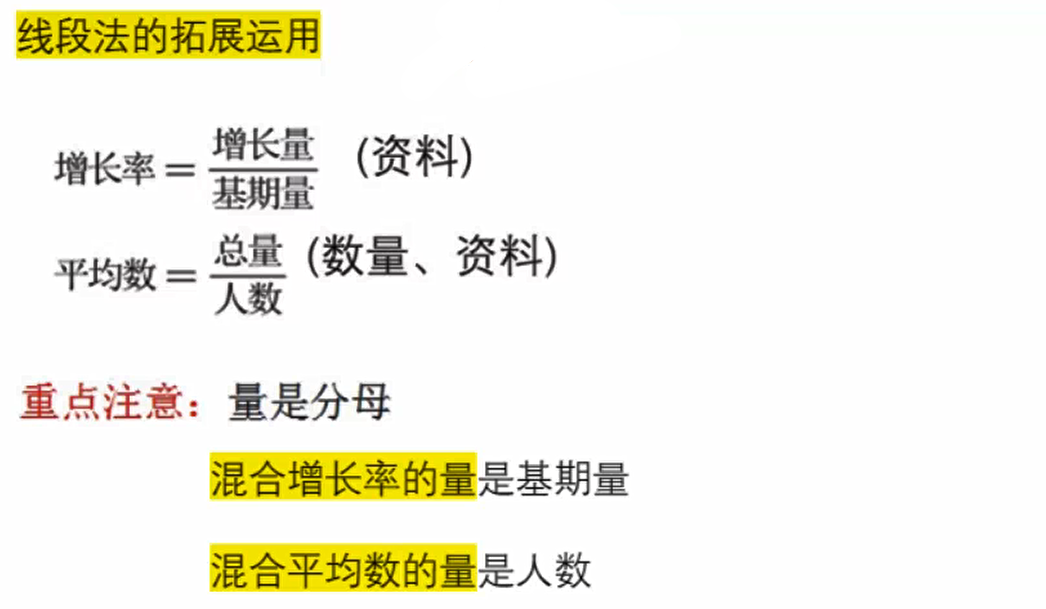 线段法的拓展运用
增长率=增长量/基期量 (资料)
平均数=总量/人数 (数量、资料)
重点注意：量是分母
混合增长率的量是基期量
混合平均数的量是人数